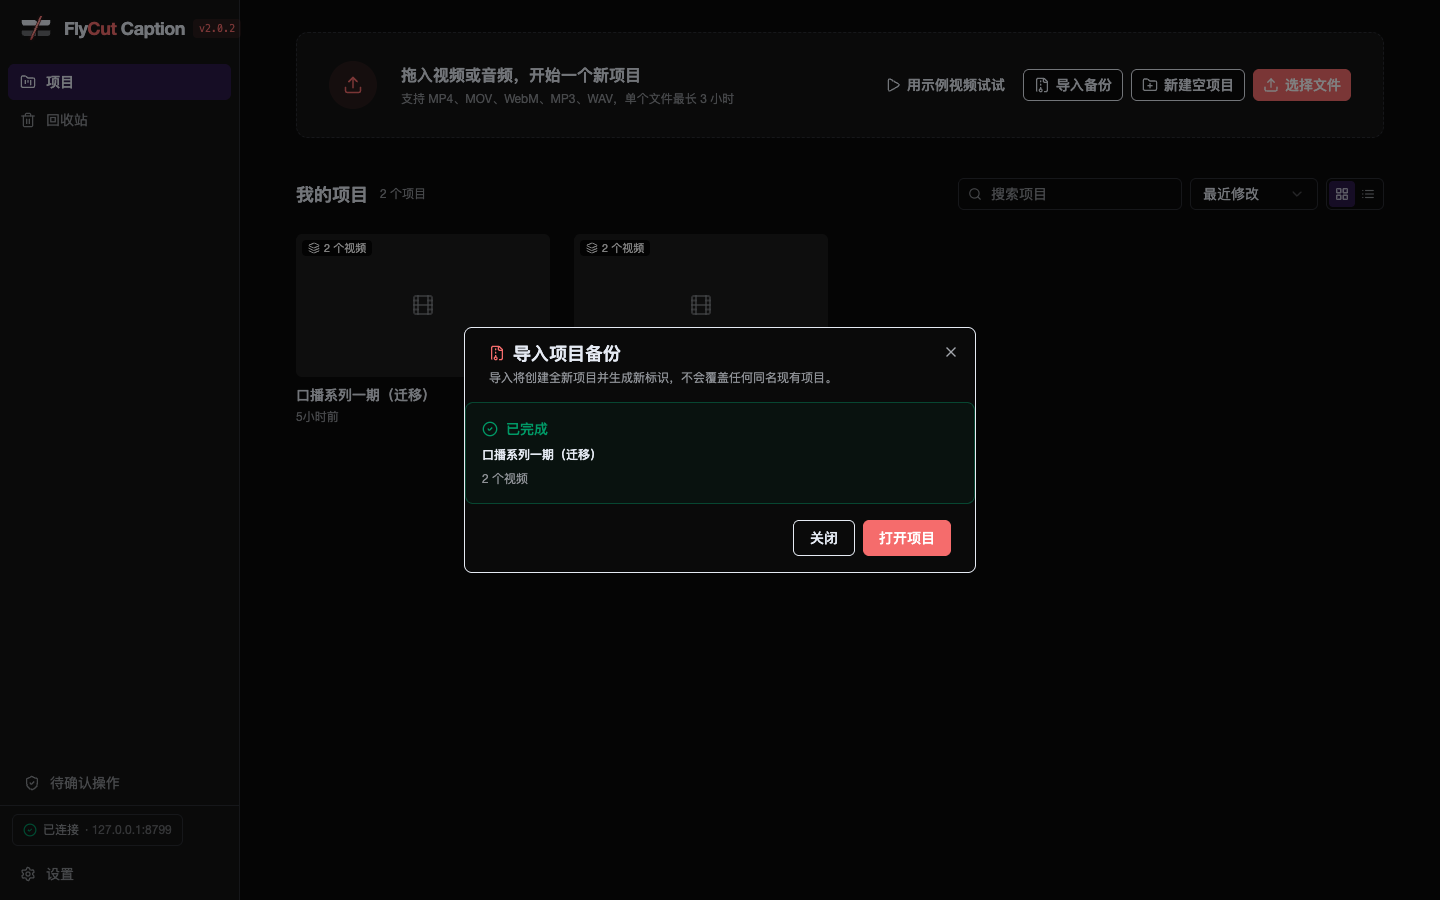 FlyCut Caption v2.0.2
项目
回收站
拖入视频或音频，开始一个新项目
支持 MP4、MOV、WebM、MP3、WAV，单个文件最长 3 小时
用示例视频试试
导入备份
新建空项目
选择文件
我的项目 2 个项目
搜索项目
最近修改
2 个视频
2 个视频
口播系列一期（迁移）
5小时前
导入项目备份
导入将创建全新项目并生成新标识，不会覆盖任何同名现有项目。
已完成
口播系列一期（迁移）
2 个视频
关闭
打开项目
待确认操作
已连接 · 127.0.0.1:8799
设置